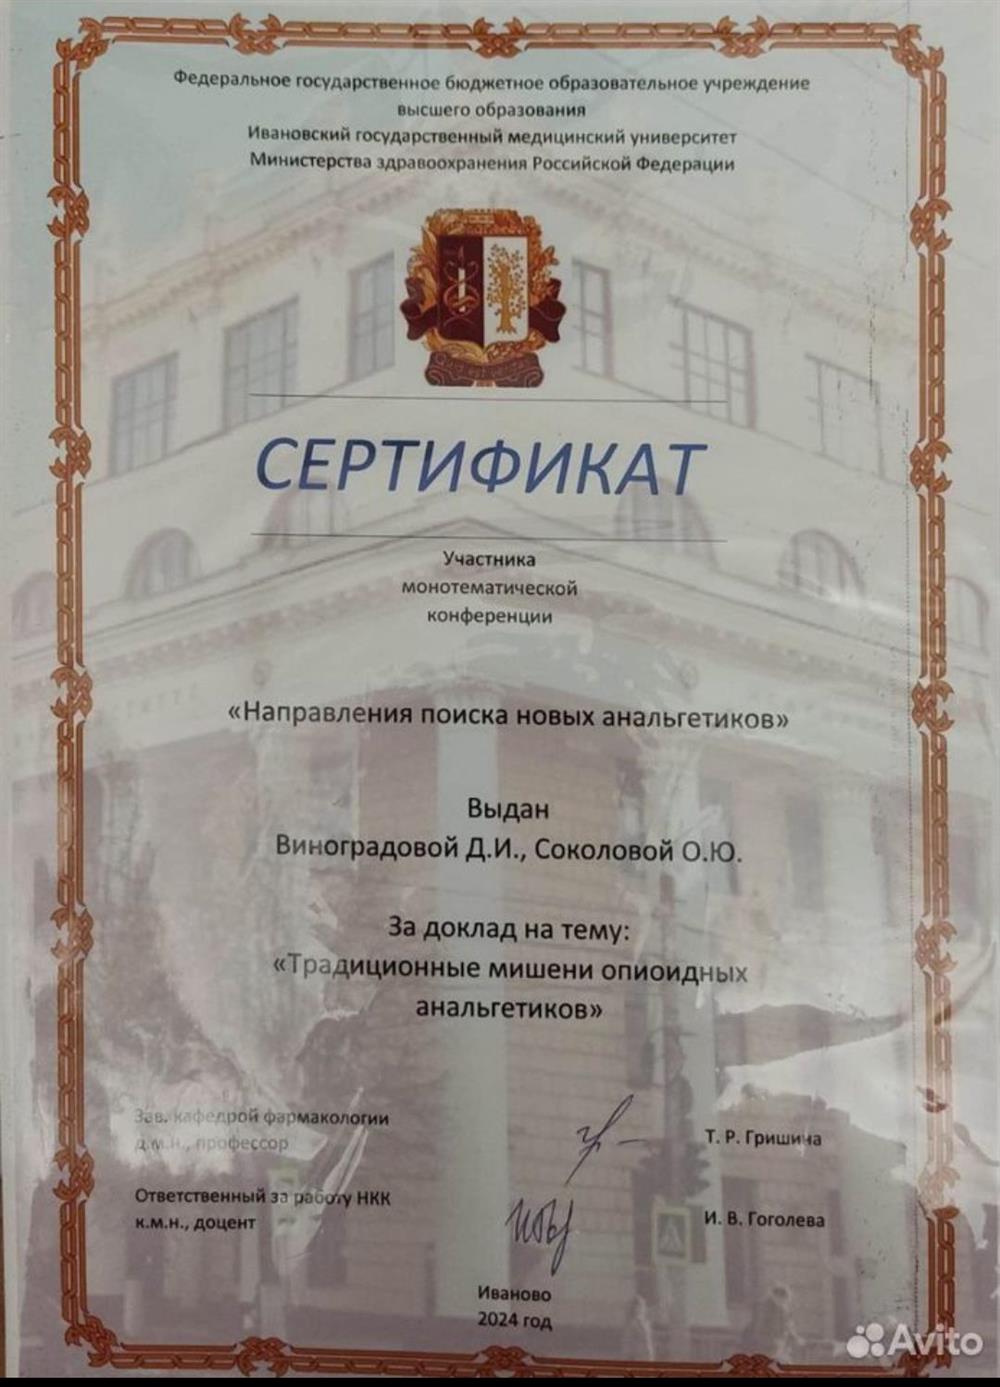 Федеральное государственное бюджетное образовательное учреждение
высшего образования
Ивановский государственный медицинский университет
Министерства здравоохранения Российской Федерации
СЕРТИФИКАТ
Участника
монотематической
конференции
«Направления поиска новых анальгетиков»
Выдан
Виноградовой Д.И., Соколовой О.Ю.
За доклад на тему:
«Традиционные мишени опиоидных
анальгетиков»
Зав. кафедрой фармакологии
д.м.н., профессор
Т. Р. Гришина
Ответственный за работу НКК
к.м.н., доцент
И. В. Гоголева
Иваново
2024 год
Avito